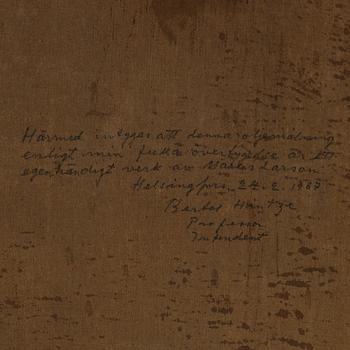 Härmed intygas att denna oljemålning
enligt min fulla övertygelse är ett
egenhändigt verk av Marcus Larson.
Helsingfors 24.2.1967
Bertel Hintze
Professor
Intendent